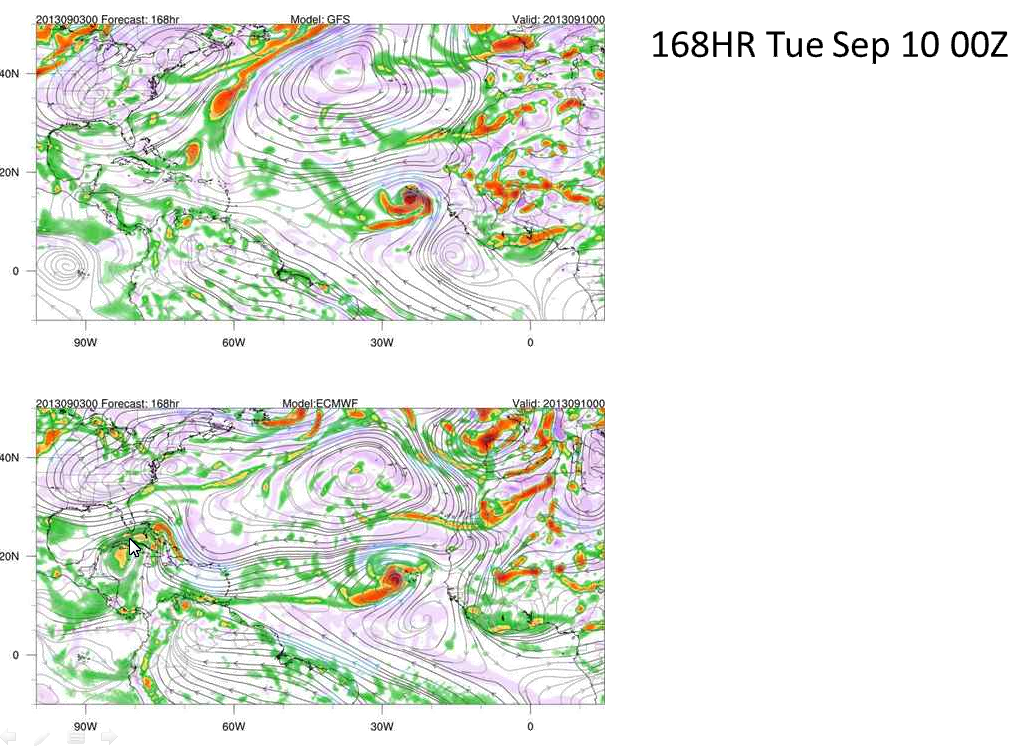 2013090300 Forecast: 168hr Model: GFS Valid: 2013091000
168HR Tue Sep 10 00Z
40N
20N
0
90W 60W 30W 0
2013090300 Forecast: 168hr Model:ECMWF Valid: 2013091000
40N
20N
0
90W 60W 30W 0